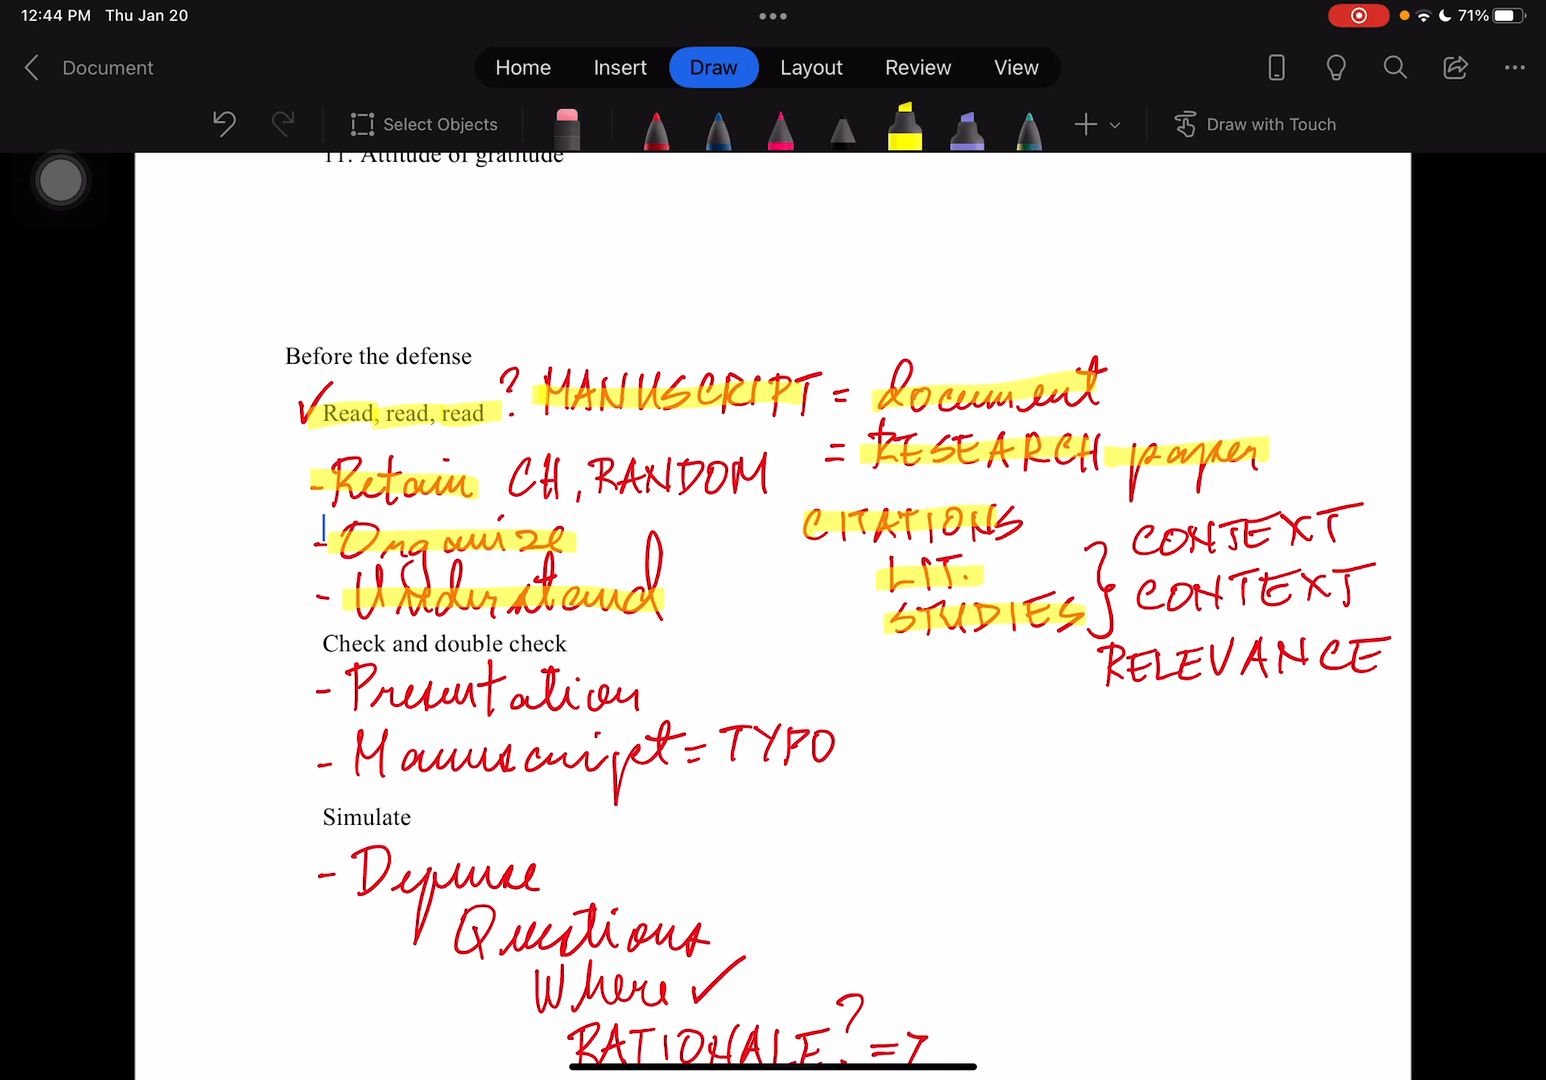 12:44 PM Thu Jan 20
71%
Document
Home Insert Draw Layout Review View
Select Objects
Draw with Touch
11. Attitude of gratitude
Before the defense
✓ Read, read, read ? MANUSCRIPT = document
= RESEARCH paper
- Retain CH, RANDOM
CITATIONS
- Organize
LIT.
- Understand
STUDIES } CONTEXT
CONTEXT
RELEVANCE
Check and double check
- Presentation
- Manuscript = TYPO
Simulate
- Defense
Questions
Where ✓
RATIONALE? =>